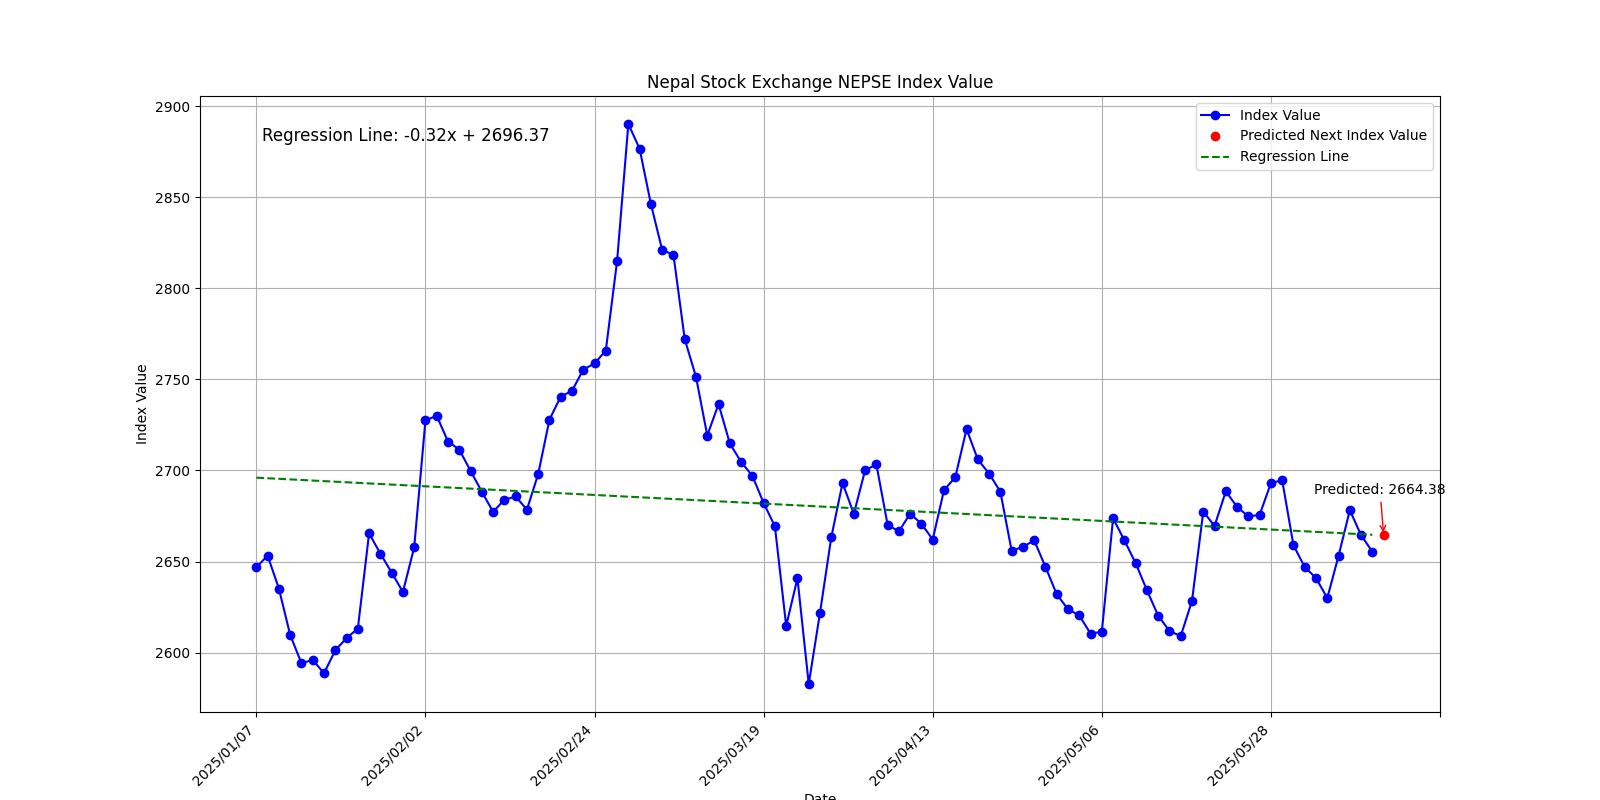 Nepal Stock Exchange NEPSE Index Value
Regression Line: -0.32x + 2696.37
Index Value
Predicted Next Index Value
Regression Line
2900
2850
2800
2750
2700
2650
2600
Index Value
Predicted: 2664.38
2025/01/07
2025/02/02
2025/02/24
2025/03/19
2025/04/13
2025/05/06
2025/05/28
Date